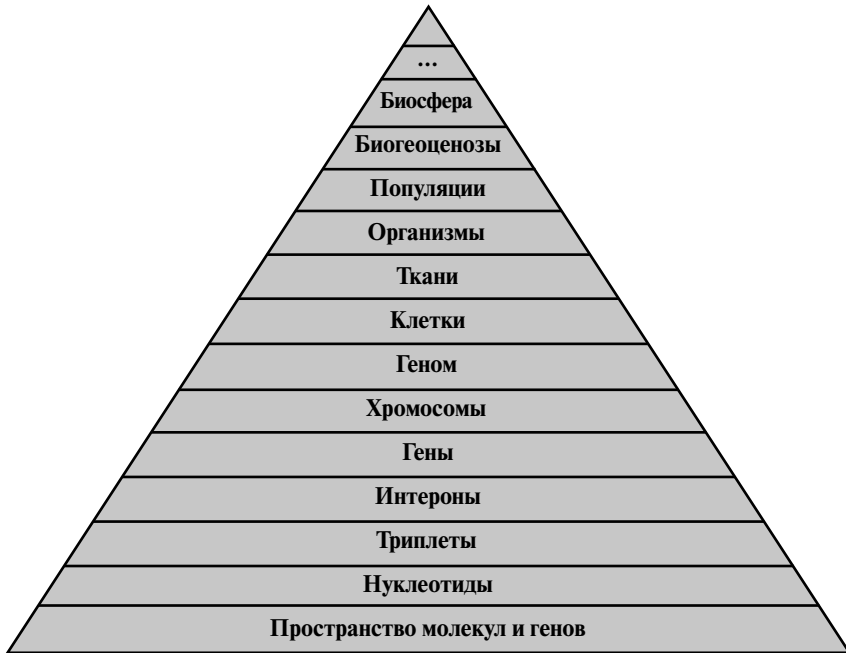 ...
Биосфера
Биогеоценозы
Популяции
Организмы
Ткани
Клетки
Геном
Хромосомы
Гены
Интероны
Триплеты
Нуклеотиды
Пространство молекул и генов